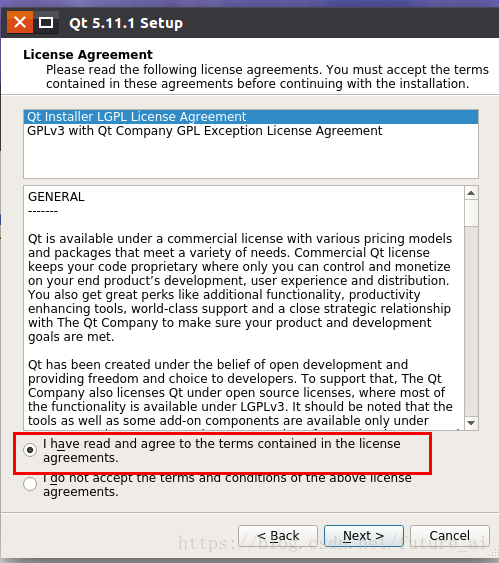 Qt 5.11.1 Setup
License Agreement
Please read the following license agreements. You must accept the terms
contained in these agreements before continuing with the installation.
Qt Installer LGPL License Agreement
GPLv3 with Qt Company GPL Exception License Agreement
GENERAL
-------
Qt is available under a commercial license with various pricing models
and packages that meet a variety of needs. Commercial Qt license
keeps your code proprietary where only you can control and monetize
on your end product's development, user experience and distribution.
You also get great perks like additional functionality, productivity
enhancing tools, world-class support and a close strategic relationship
with The Qt Company to make sure your product and development
goals are met.
Qt has been created under the belief of open development and
providing freedom and choice to developers. To support that, The Qt
Company also licenses Qt under open source licenses, where most of
the functionality is available under LGPLv3. It should be noted that the
tools as well as some add-on components are available only under
I have read and agree to the terms contained in the license
agreements.
I do not accept the terms and conditions of the above license
agreements.
< Back
Next >
Cancel
https://blog.csdn.net/future_ai